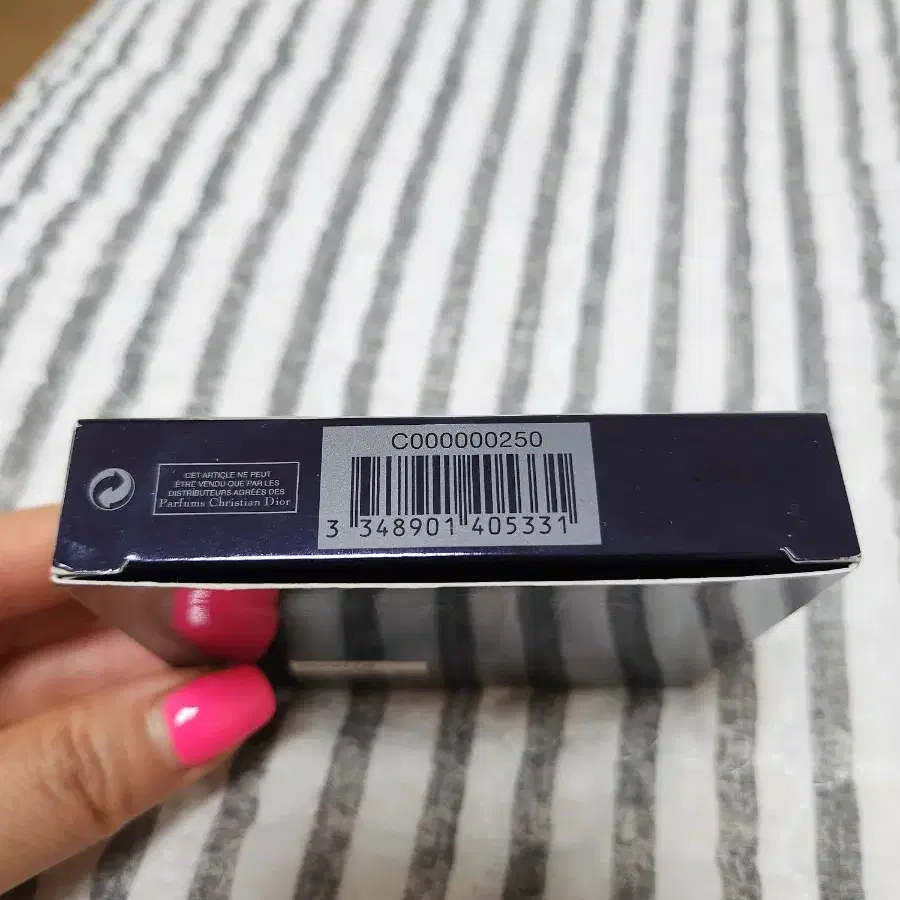 CET ARTICLE NE PEUT
ÊTRE VENDU QUE PAR LES
DISTRIBUTEURS AGRÉÉS DES
Parfums Christian Dior
C000000250
3 348901 405331